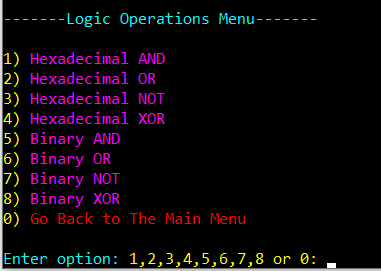 -------Logic Operations Menu-------
1) Hexadecimal AND
2) Hexadecimal OR
3) Hexadecimal NOT
4) Hexadecimal XOR
5) Binary AND
6) Binary OR
7) Binary NOT
8) Binary XOR
0) Go Back to The Main Menu
Enter option: 1,2,3,4,5,6,7,8 or 0: